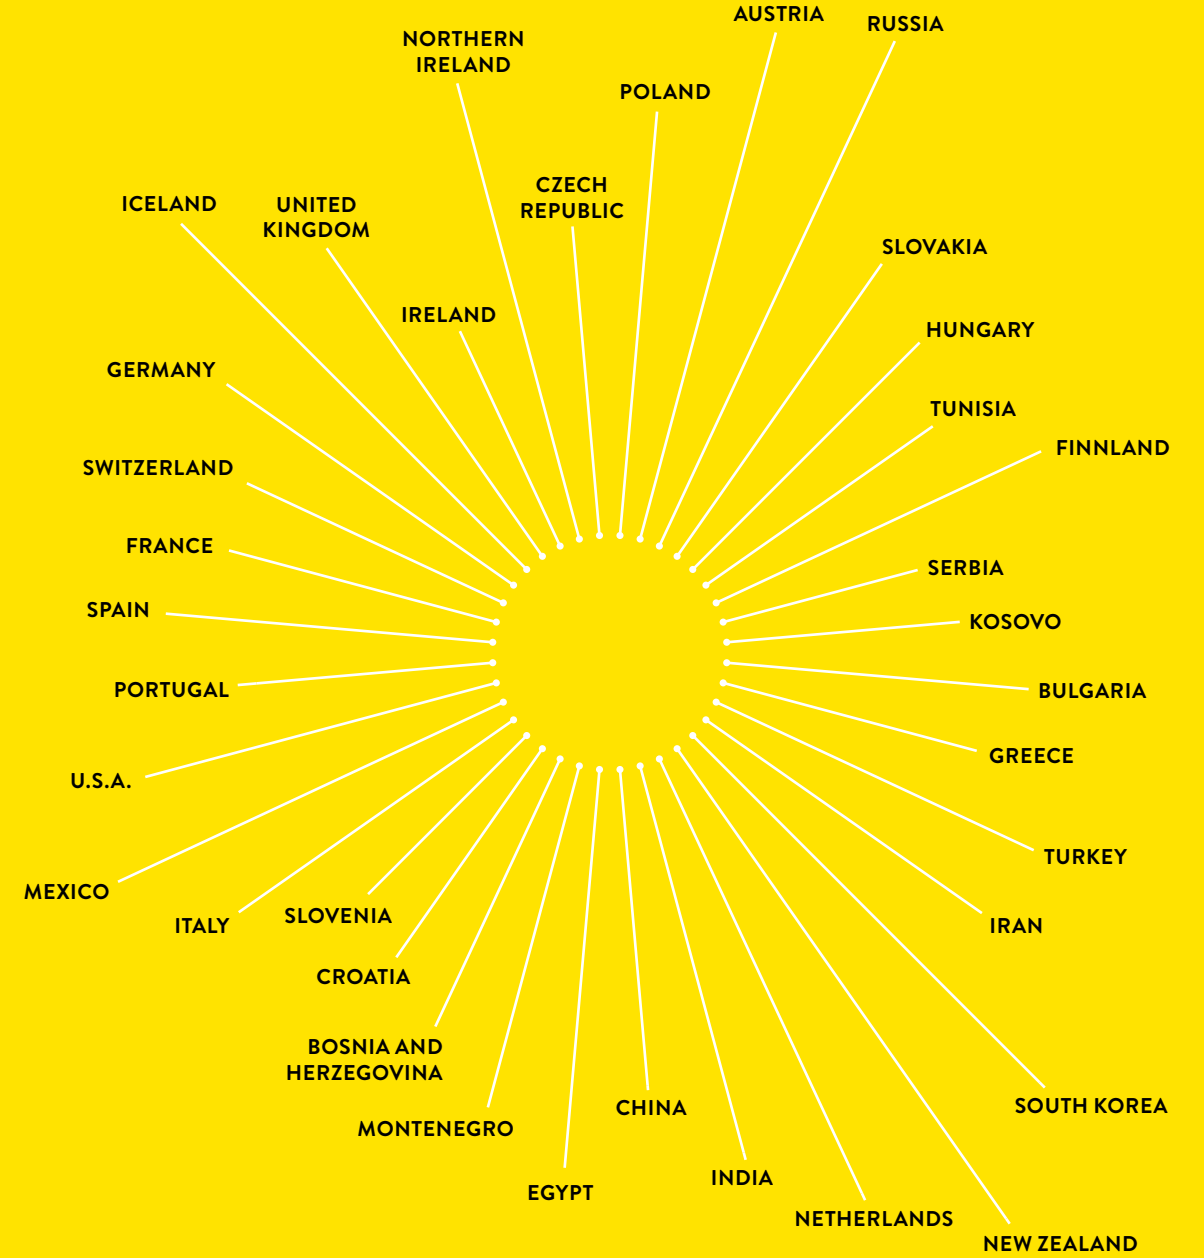 AUSTRIA
RUSSIA
NORTHERN
IRELAND
POLAND
CZECH
REPUBLIC
ICELAND
UNITED
KINGDOM
SLOVAKIA
IRELAND
HUNGARY
GERMANY
TUNISIA
FINNLAND
SWITZERLAND
FRANCE
SERBIA
SPAIN
KOSOVO
PORTUGAL
BULGARIA
GREECE
U.S.A.
TURKEY
MEXICO
ITALY
SLOVENIA
IRAN
CROATIA
BOSNIA AND
HERZEGOVINA
SOUTH KOREA
CHINA
MONTENEGRO
INDIA
EGYPT
NETHERLANDS
NEW ZEALAND